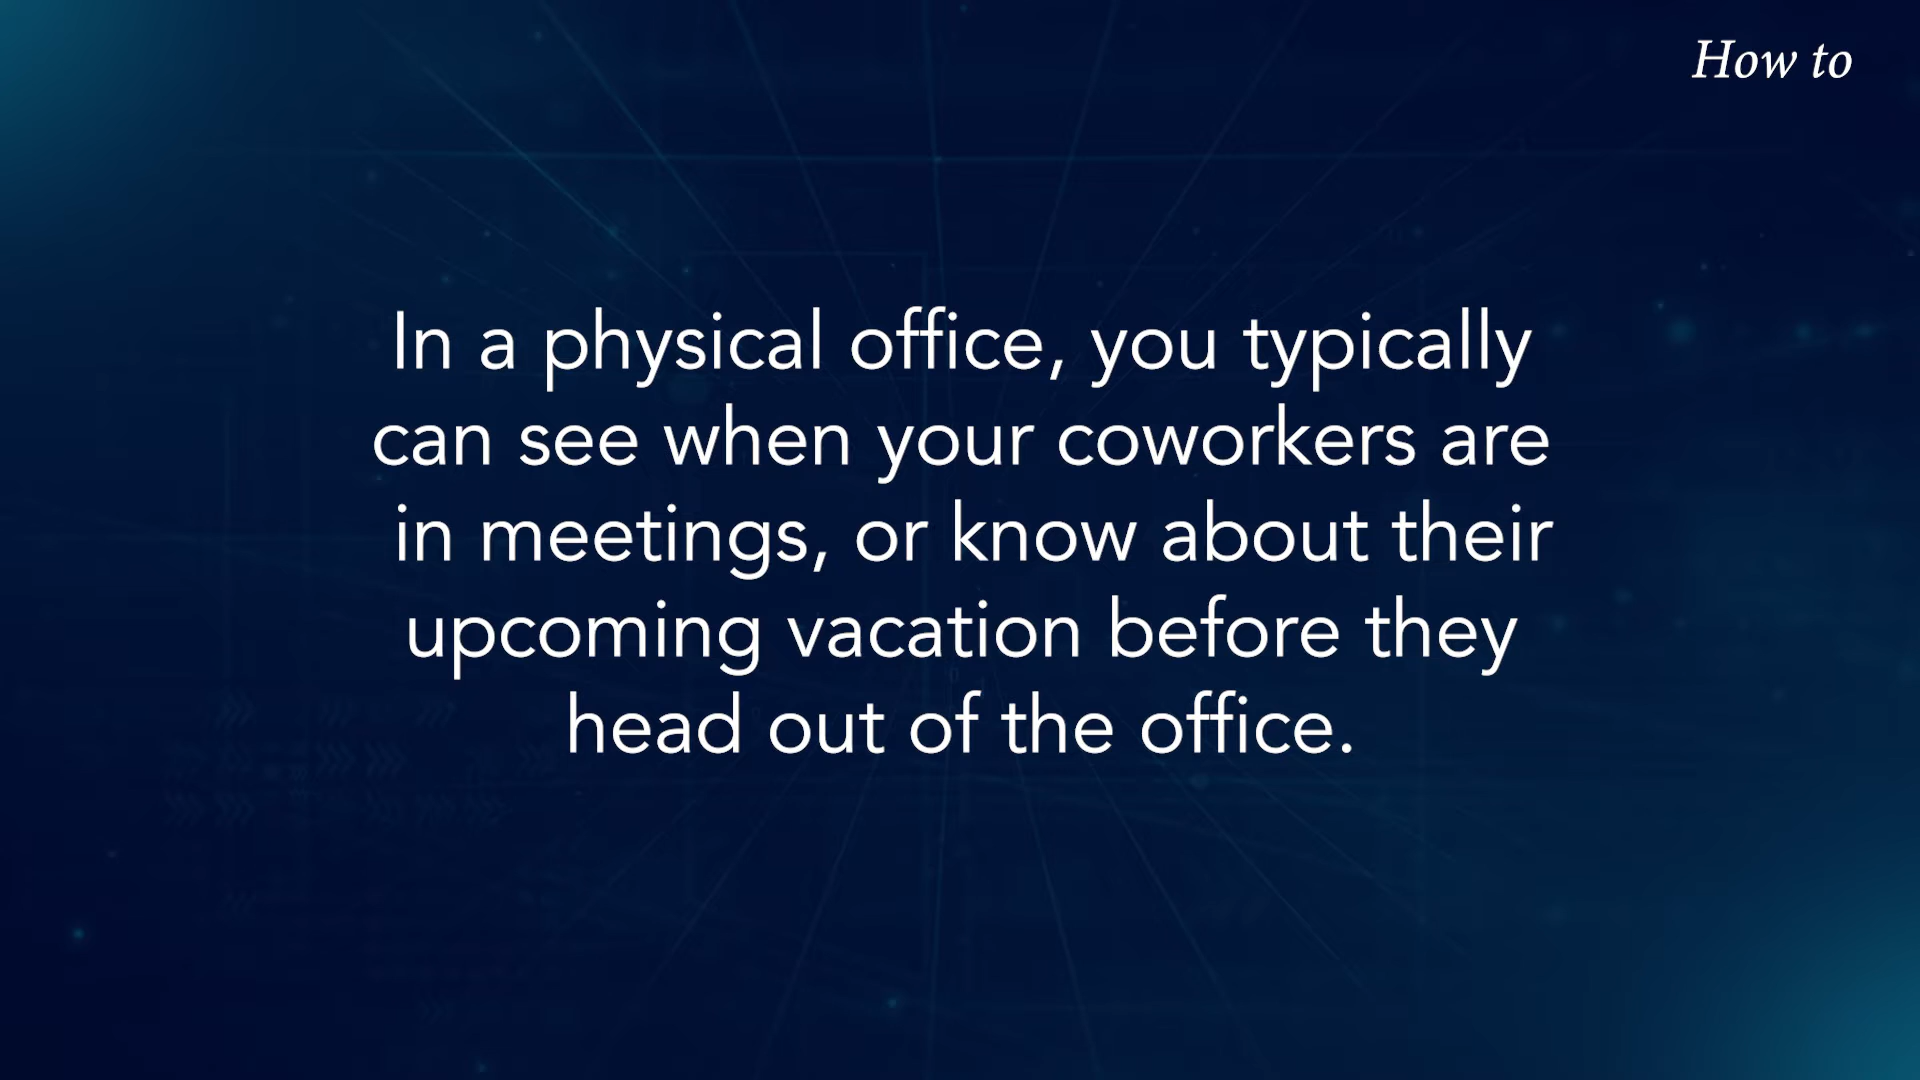 How to
In a physical office, you typically
can see when your coworkers are
in meetings, or know about their
upcoming vacation before they
head out of the office.